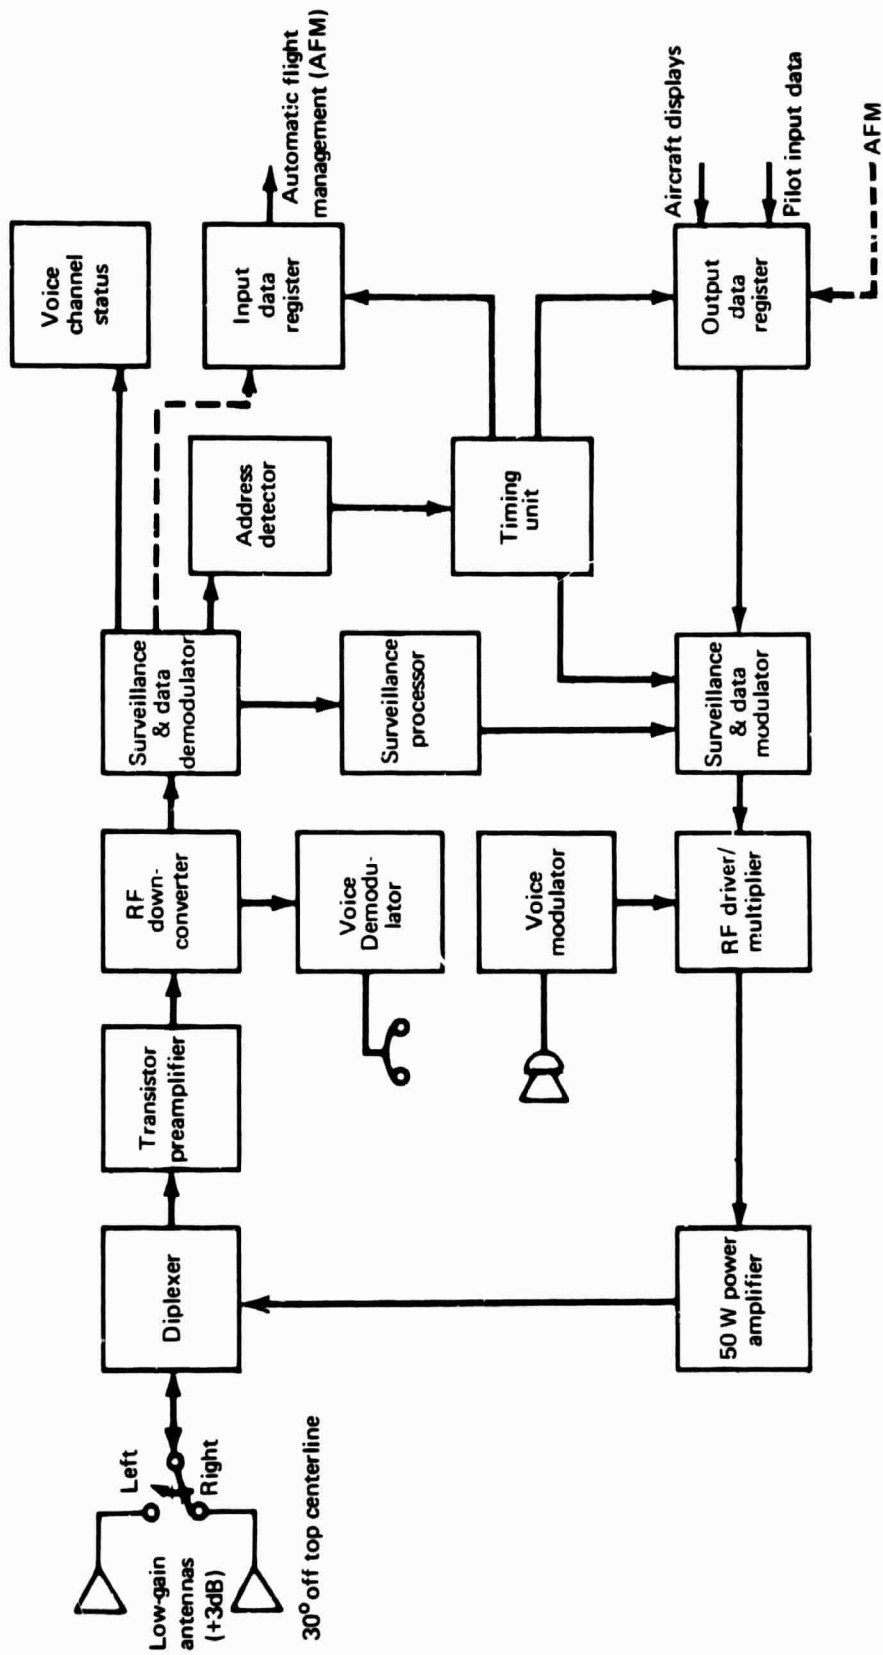 Low-gain
antennas
(+3dB)
Left
Right
30° off top centerline
Diplexer
Transistor
preamplifier
RF
down-
converter
Surveillance
& data
demodulator
Voice
channel
status
Input
data
register
Automatic flight
management (AFM)
Address
detector
Voice
Demodu-
lator
Surveillance
processor
Timing
unit
Voice
modulator
50 W power
amplifier
RF driver/
multiplier
Surveillance
& data
modulator
Output
data
register
Aircraft displays
Pilot input data
AFM